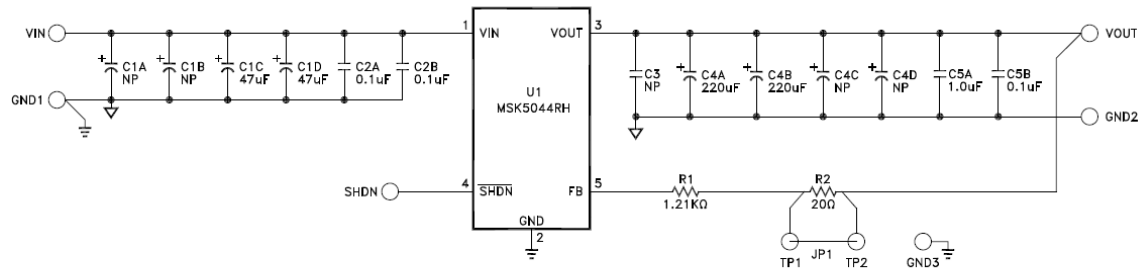 VIN
GND1
+
C1A
NP
+
C1B
NP
+
C1C
47uF
+
C1D
47uF
C2A
0.1uF
C2B
0.1uF
1
VIN
VOUT
3
U1
MSK5044RH
SHDN
4
SHDN
FB
5
GND
2
C3
NP
+
C4A
220uF
+
C4B
220uF
+
C4C
NP
+
C4D
NP
C5A
1.0uF
C5B
0.1uF
VOUT
GND2
R1
1.21KΩ
R2
20Ω
TP1
JP1
TP2
GND3